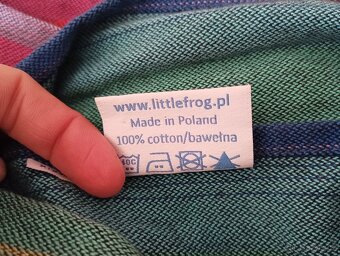 www.littlefrog.pl
Made in Poland
100% cotton/bawełna